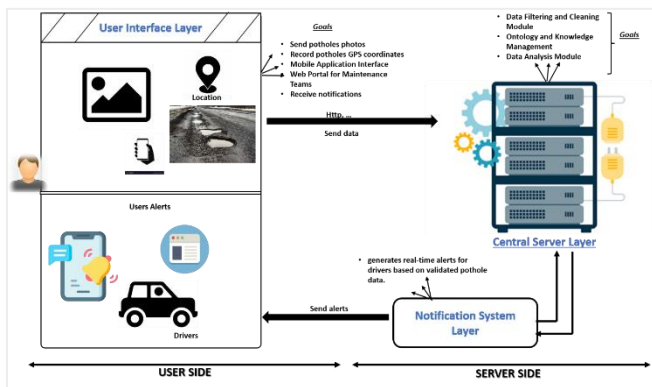 User Interface Layer
Goals
• Send potholes photos
• Record potholes GPS coordinates
• Mobile Application Interface
• Web Portal for Maintenance
Teams
• Receive notifications
• Data Filtering and Cleaning
Module
• Ontology and Knowledge
Management
• Data Analysis Module
Goals
Location
Http, ...
Send data
Central Server Layer
Users Alerts
• generates real-time alerts for
drivers based on validated pothole
data.
Drivers
Send alerts
Notification System
Layer
USER SIDE
SERVER SIDE